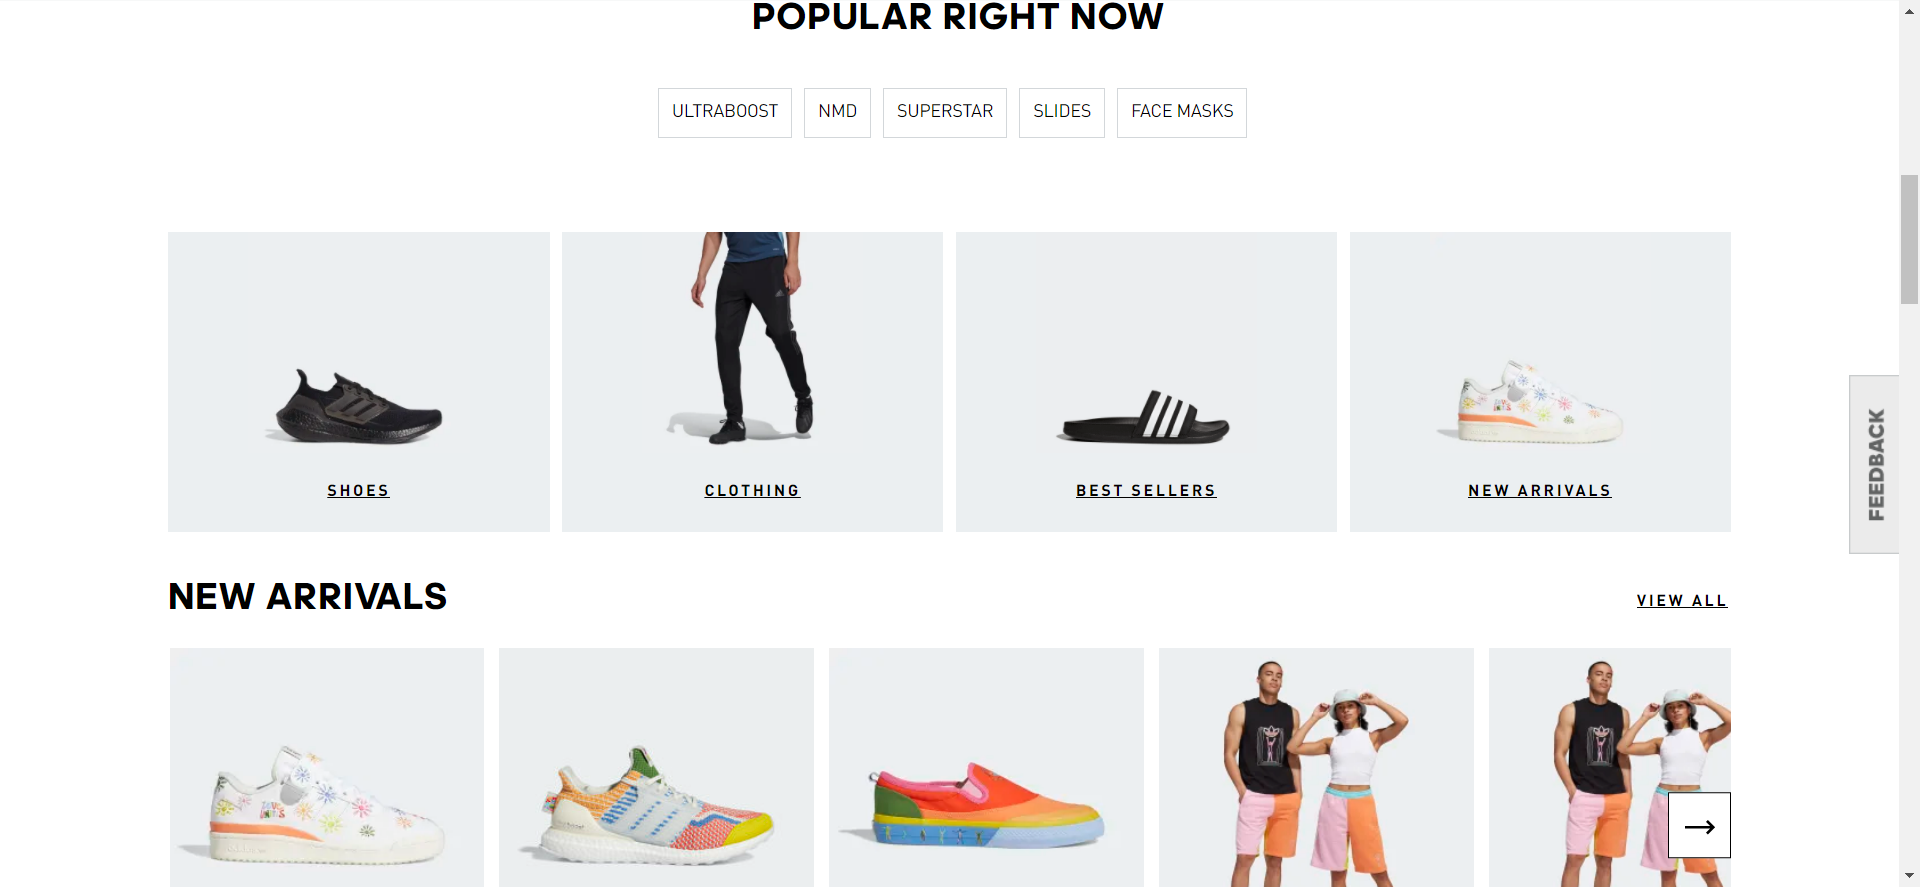 POPULAR RIGHT NOW
ULTRABOOST
NMD
SUPERSTAR
SLIDES
FACE MASKS
SHOES
CLOTHING
BEST SELLERS
NEW ARRIVALS
FEEDBACK
NEW ARRIVALS
VIEW ALL